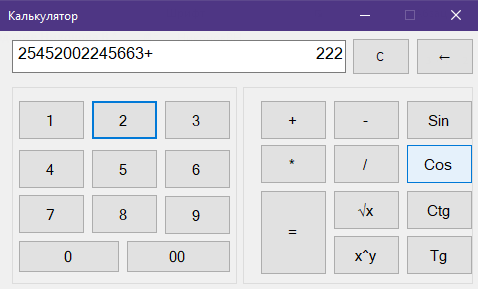 Калькулятор
25452002245663+ 222 C ←
1 2 3 + - Sin
4 5 6 * / Cos
7 8 9 = √x Ctg
0 00 x^y Tg